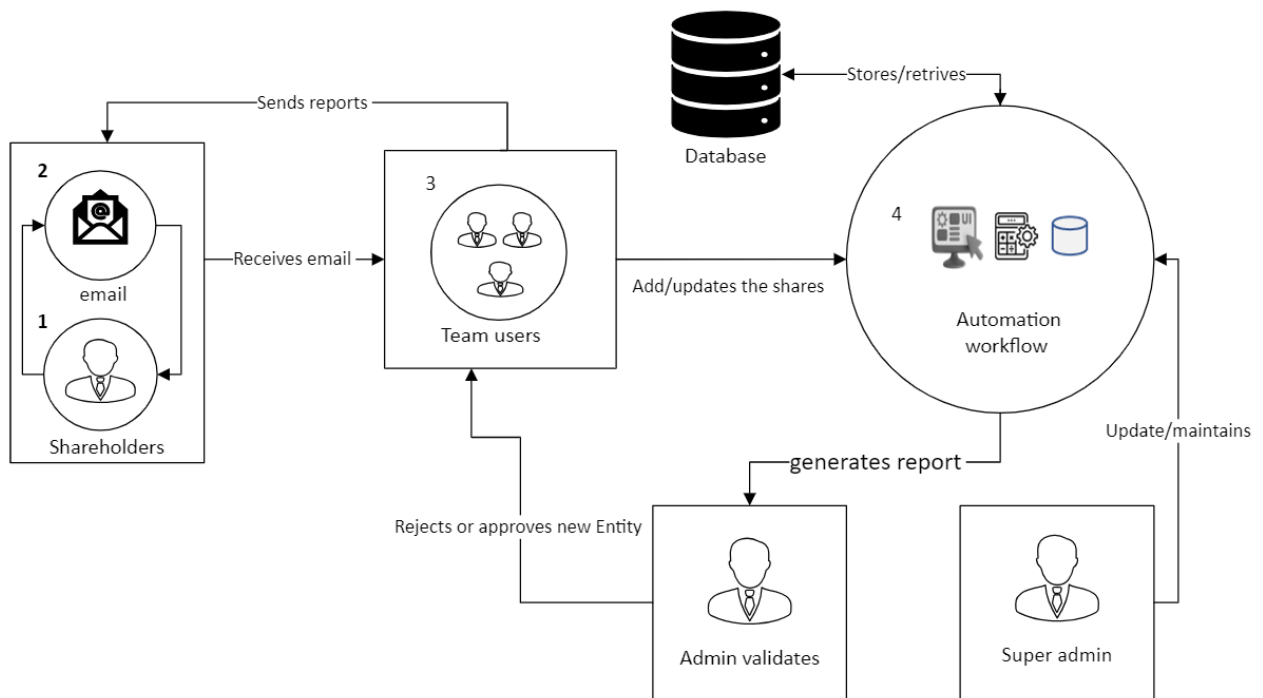 Stores/retrives
Sends reports
Database
2
3
4
UI
@
Receives email
email
Add/updates the shares
1
Team users
Automation
workflow
Shareholders
Update/maintains
generates report
Rejects or approves new Entity
Admin validates
Super admin